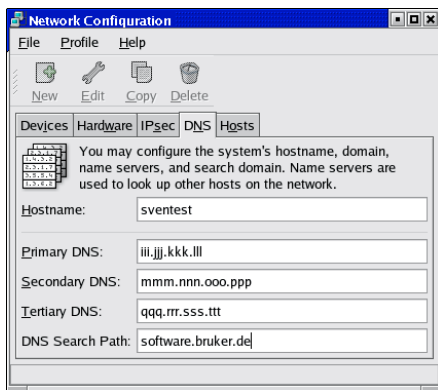 Network Configuration
File Profile Help
New Edit Copy Delete
Devices Hardware IPsec DNS Hosts
You may configure the system's hostname, domain,
name servers, and search domain. Name servers are
used to look up other hosts on the network.
Hostname: sventest
Primary DNS: iii.jjj.kkk.lll
Secondary DNS: mmm.nnn.ooo.ppp
Tertiary DNS: qqq.rrr.sss.ttt
DNS Search Path: software.bruker.de